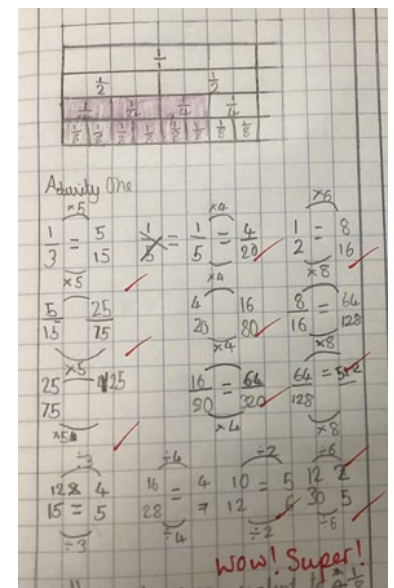 1/1
1/2 1/2
1/4 1/4 1/4 1/4
1/8 1/8 1/8 1/8 1/8 1/8 1/8 1/8
Activity One
×5 ×4 ×8
1/3 = 5/15 1/5 = 4/20 1/2 = 8/16
×5 ×4 ×8
5/15 25/75 4/20 16/80 8/16 = 64/128
×5 ×4 ×8
25/75 125 16/80 = 64/320 64/128 = 512
×5 ×4 ×8
÷3 ÷4 ÷2 ÷6
12/15 = 4/5 16/28 = 4/7 10/12 = 5/6 12/30 2/5
÷3 ÷4 ÷2 ÷6
Wow! Super!